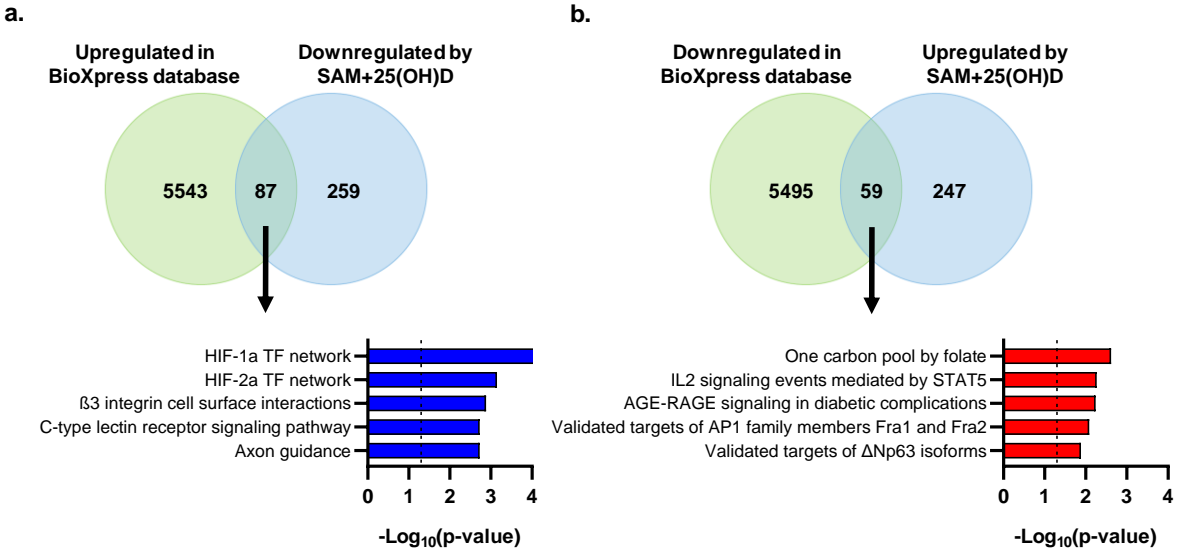 a.
Upregulated in
BioXpress database
Downregulated by
SAM+25(OH)D
5543
87
259
HIF-1a TF network
HIF-2a TF network
ß3 integrin cell surface interactions
C-type lectin receptor signaling pathway
Axon guidance
0 1 2 3 4
-Log10(p-value)
b.
Downregulated in
BioXpress database
Upregulated by
SAM+25(OH)D
5495
59
247
One carbon pool by folate
IL2 signaling events mediated by STAT5
AGE-RAGE signaling in diabetic complications
Validated targets of AP1 family members Fra1 and Fra2
Validated targets of ΔNp63 isoforms
0 1 2 3 4
-Log10(p-value)